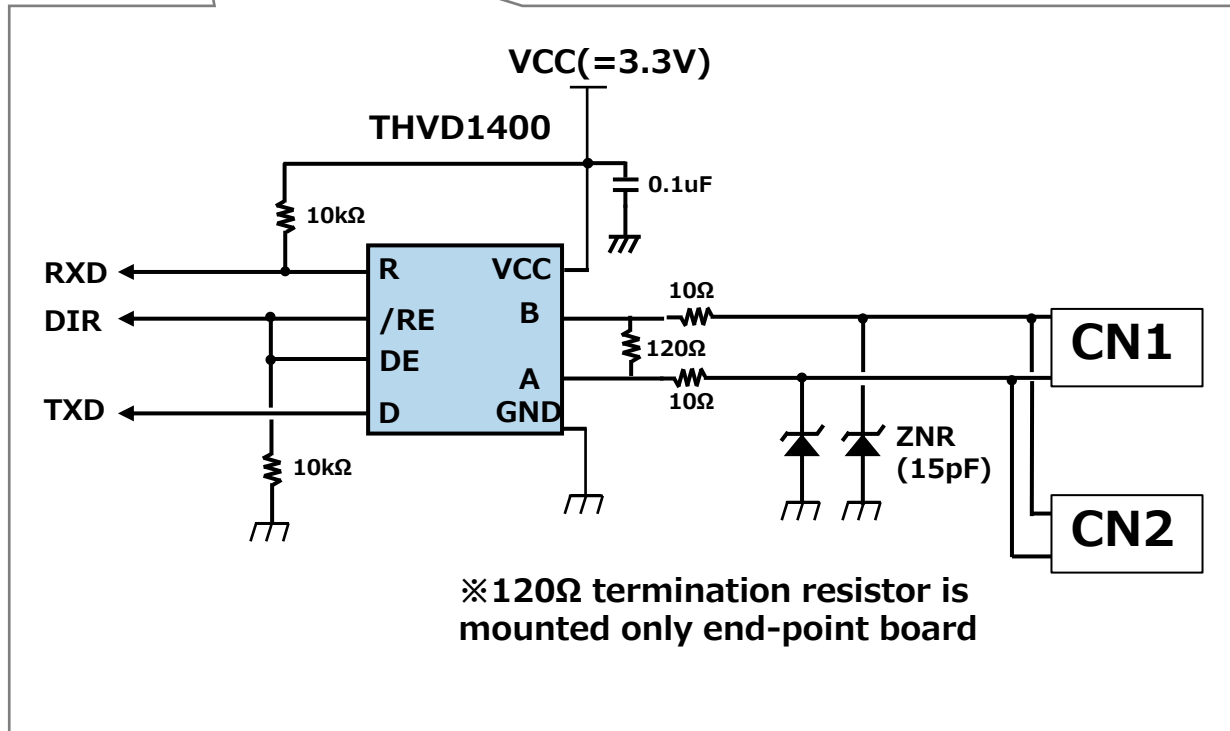 VCC(=3.3V)
THVD1400
0.1uF
10kΩ
RXD
R
VCC
10Ω
DIR
/RE
B
CN1
120Ω
DE
A
10Ω
TXD
D
GND
ZNR
(15pF)
10kΩ
CN2
※120Ω termination resistor is
mounted only end-point board